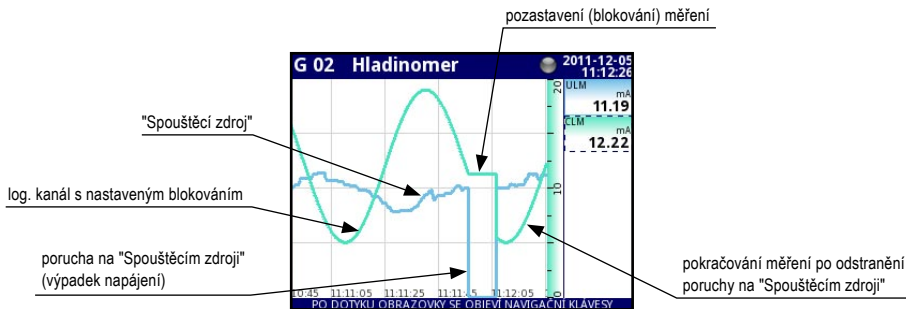 pozastavení (blokování) měření
G 02 Hladinomer
2011-12-05
11:12:26
20
ULM
mA
11.19
CLM
mA
12.22
"Spouštěcí zdroj"
10
log. kanál s nastaveným blokováním
porucha na "Spouštěcím zdroji"
(výpadek napájení)
pokračování měření po odstranění
poruchy na "Spouštěcím zdroji"
10:45 11:11:05 11:11:25 11:11:45 11:12:05 0
PO DOTYKU OBRAZOVKY SE OBJEVÍ NAVIGAČNÍ KLÁVESY